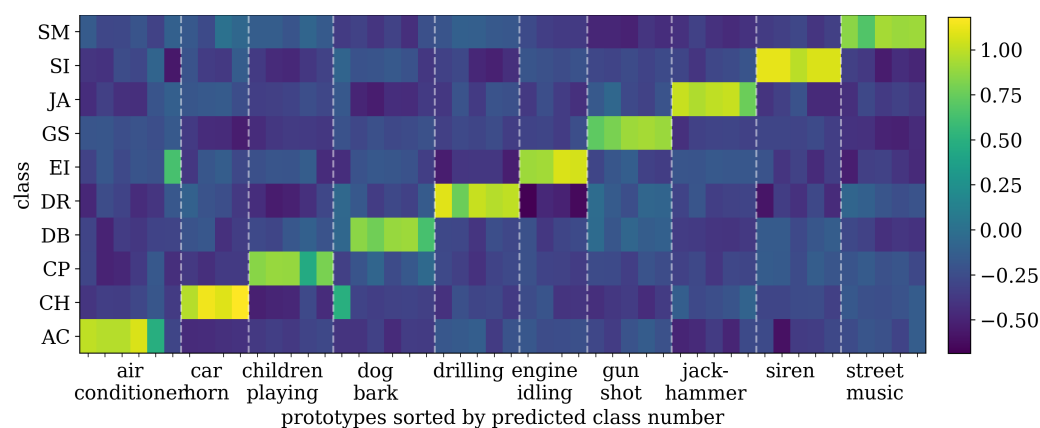 class
SM
SI
JA
GS
EI
DR
DB
CP
CH
AC
air conditioner
car horn
children playing
dog bark
drilling
engine idling
gun shot
jack-hammer
siren
street music
prototypes sorted by predicted class number
1.00
0.75
0.50
0.25
0.00
−0.25
−0.50